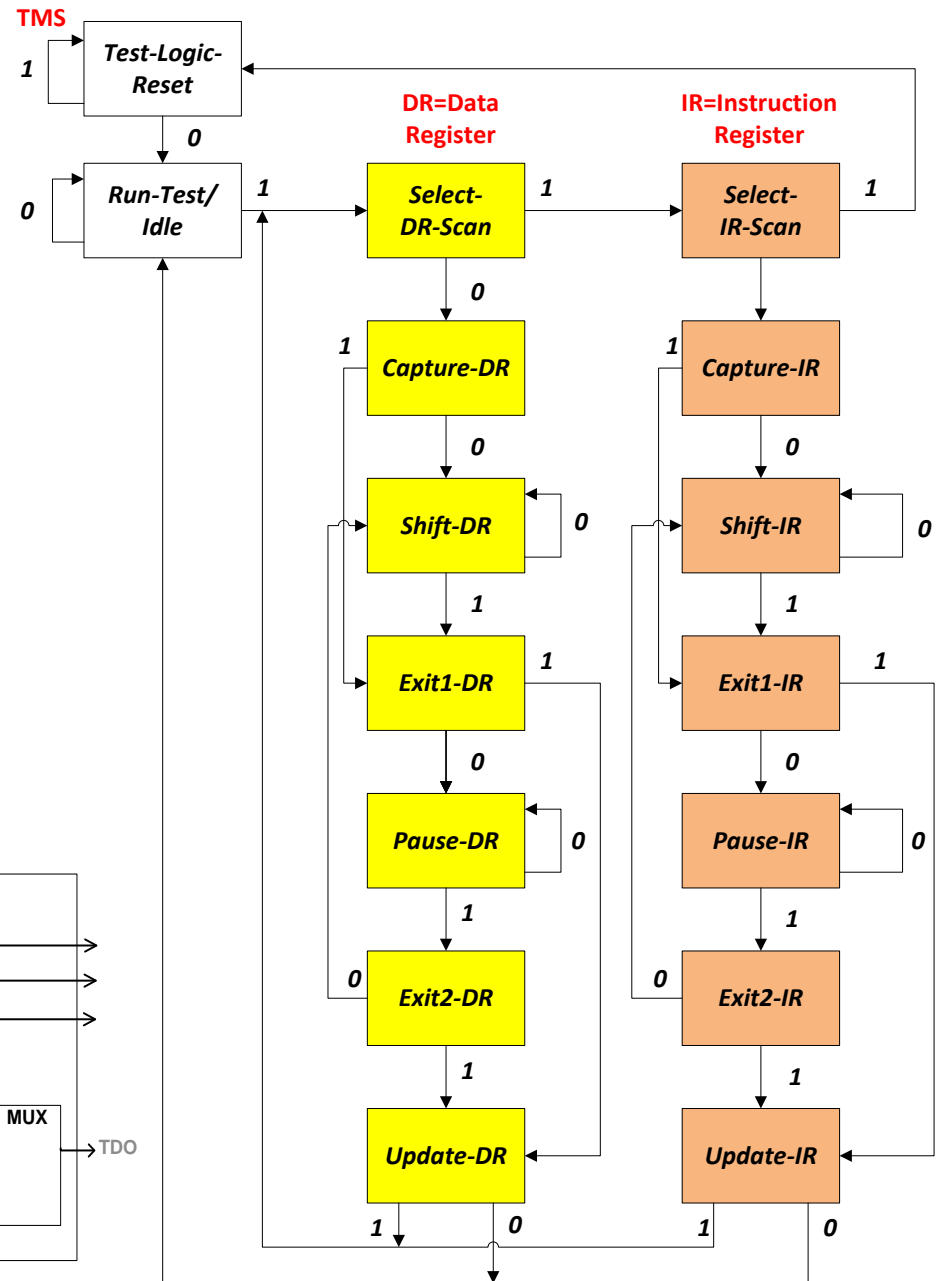 TMS
1
Test-Logic-
Reset
0
DR=Data
Register
IR=Instruction
Register
0
Run-Test/
Idle
1
Select-
DR-Scan
1
Select-
IR-Scan
1
0
1
Capture-DR
1
Capture-IR
0
0
Shift-DR
0
Shift-IR
0
1
1
Exit1-DR
1
Exit1-IR
1
0
0
Pause-DR
0
Pause-IR
0
1
1
0
Exit2-DR
0
Exit2-IR
1
1
MUX
TDO
Update-DR
Update-IR
1
0
1
0